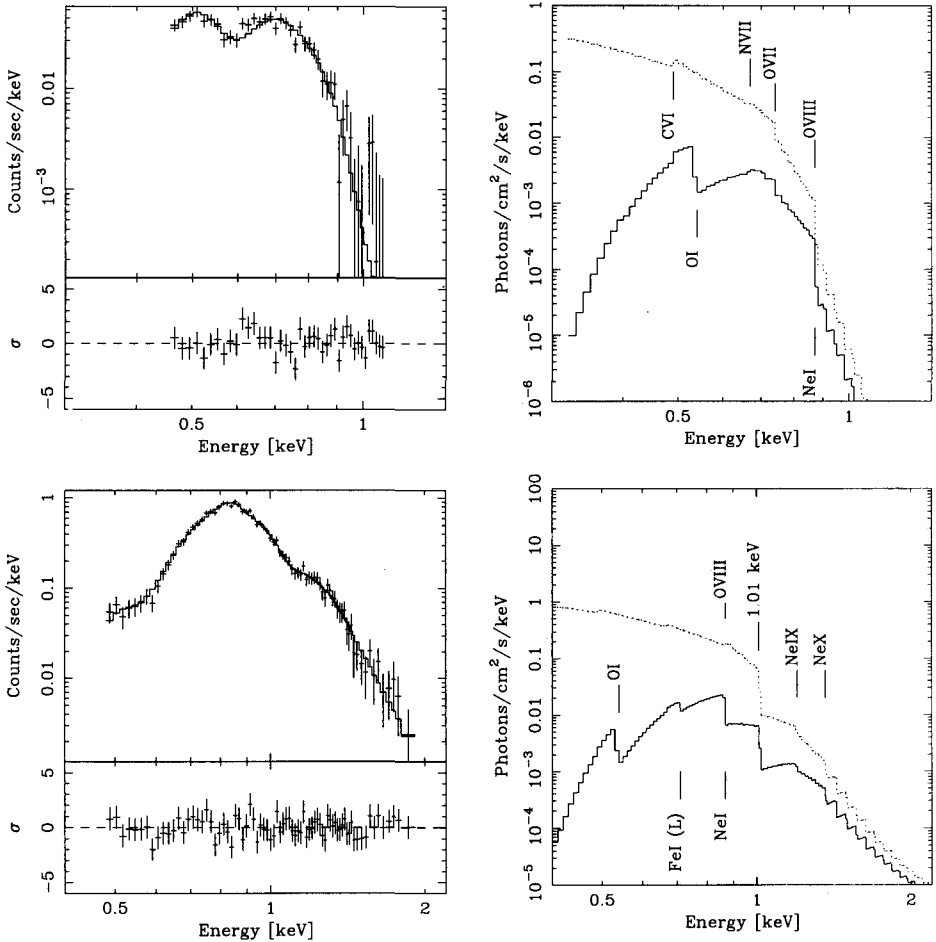 Counts/sec/keV
0.01
10⁻³
σ
5
0
−5
0.5
1
Energy [keV]
Photons/cm²/s/keV
1
0.1
0.01
10⁻³
10⁻⁴
10⁻⁵
10⁻⁶
CVI
NVII
OVII
OVIII
OI
NeI
0.5
1
Energy [keV]
Counts/sec/keV
1
0.1
0.01
σ
5
0
−5
0.5
1
2
Energy [keV]
Photons/cm²/s/keV
100
10
1
0.1
0.01
10⁻³
10⁻⁴
10⁻⁵
OI
OVIII
1.01 keV
NeIX
NeX
FeI (L)
NeI
0.5
1
2
Energy [keV]